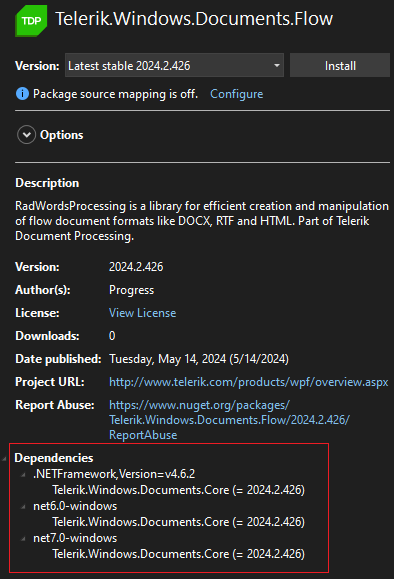 TDP Telerik.Windows.Documents.Flow
Version: Latest stable 2024.2.426 Install
Package source mapping is off. Configure
Options
Description
RadWordsProcessing is a library for efficient creation and manipulation
of flow document formats like DOCX, RTF and HTML. Part of Telerik
Document Processing.
Version: 2024.2.426
Author(s): Progress
License: View License
Downloads: 0
Date published: Tuesday, May 14, 2024 (5/14/2024)
Project URL: http://www.telerik.com/products/wpf/overview.aspx
Report Abuse: https://www.nuget.org/packages/
Telerik.Windows.Documents.Flow/2024.2.426/
ReportAbuse
Dependencies
.NETFramework,Version=v4.6.2
Telerik.Windows.Documents.Core (= 2024.2.426)
net6.0-windows
Telerik.Windows.Documents.Core (= 2024.2.426)
net7.0-windows
Telerik.Windows.Documents.Core (= 2024.2.426)